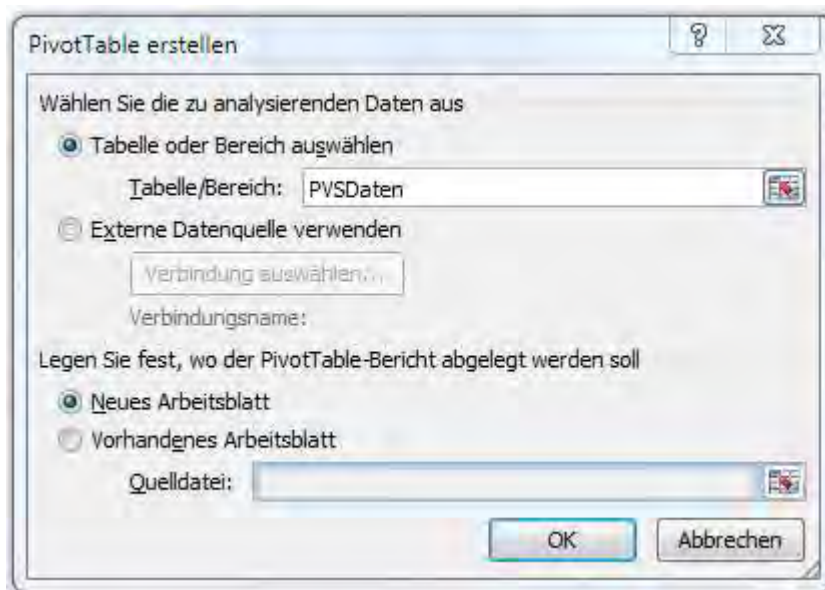 PivotTable erstellen
Wählen Sie die zu analysierenden Daten aus
Tabelle oder Bereich auswählen
Tabelle/Bereich: PVSDaten
Externe Datenquelle verwenden
Verbindung auswählen...
Verbindungsname:
Legen Sie fest, wo der PivotTable-Bericht abgelegt werden soll
Neues Arbeitsblatt
Vorhandenes Arbeitsblatt
Quelldatei:
OK Abbrechen